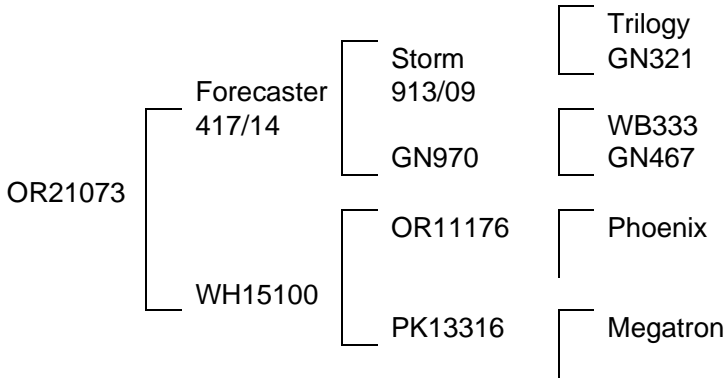 Trilogy
Storm
GN321
Forecaster
913/09
417/14
WB333
GN970
GN467
OR21073
OR11176
Phoenix
WH15100
PK13316
Megatron